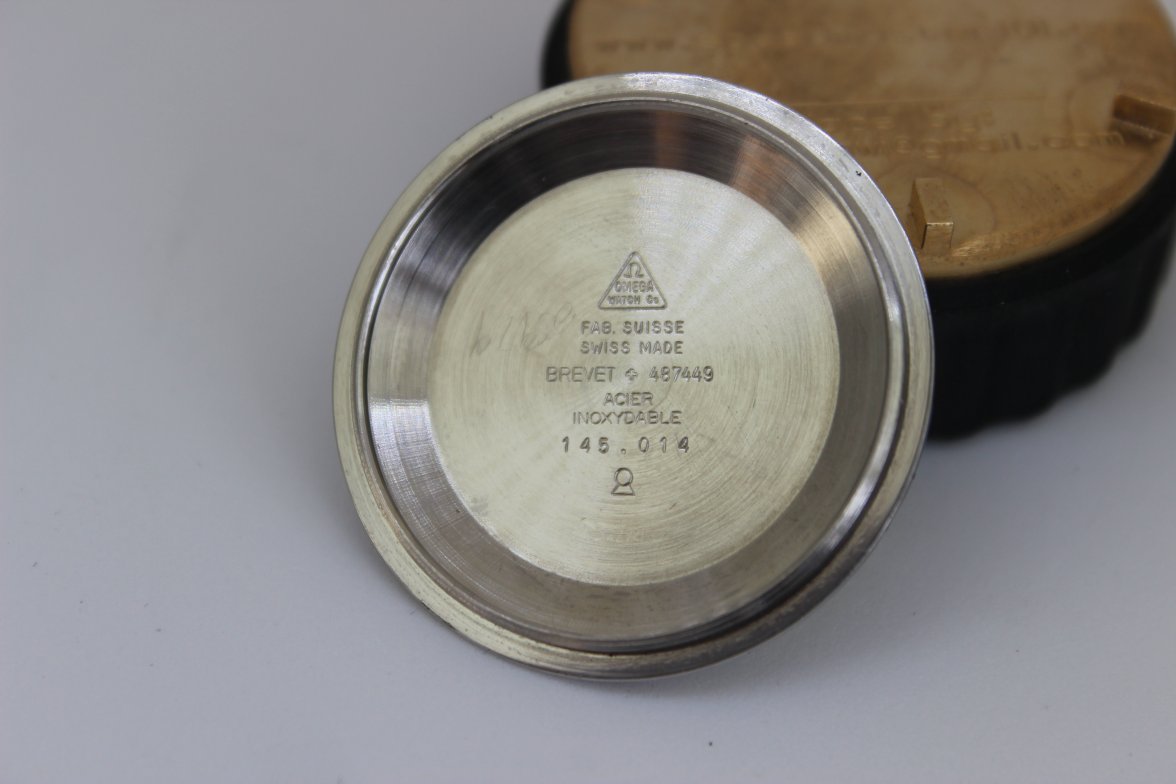 Ω
OMEGA
WATCH Co
FAB. SUISSE
SWISS MADE
BREVET + 487449
ACIER
INOXYDABLE
145.014